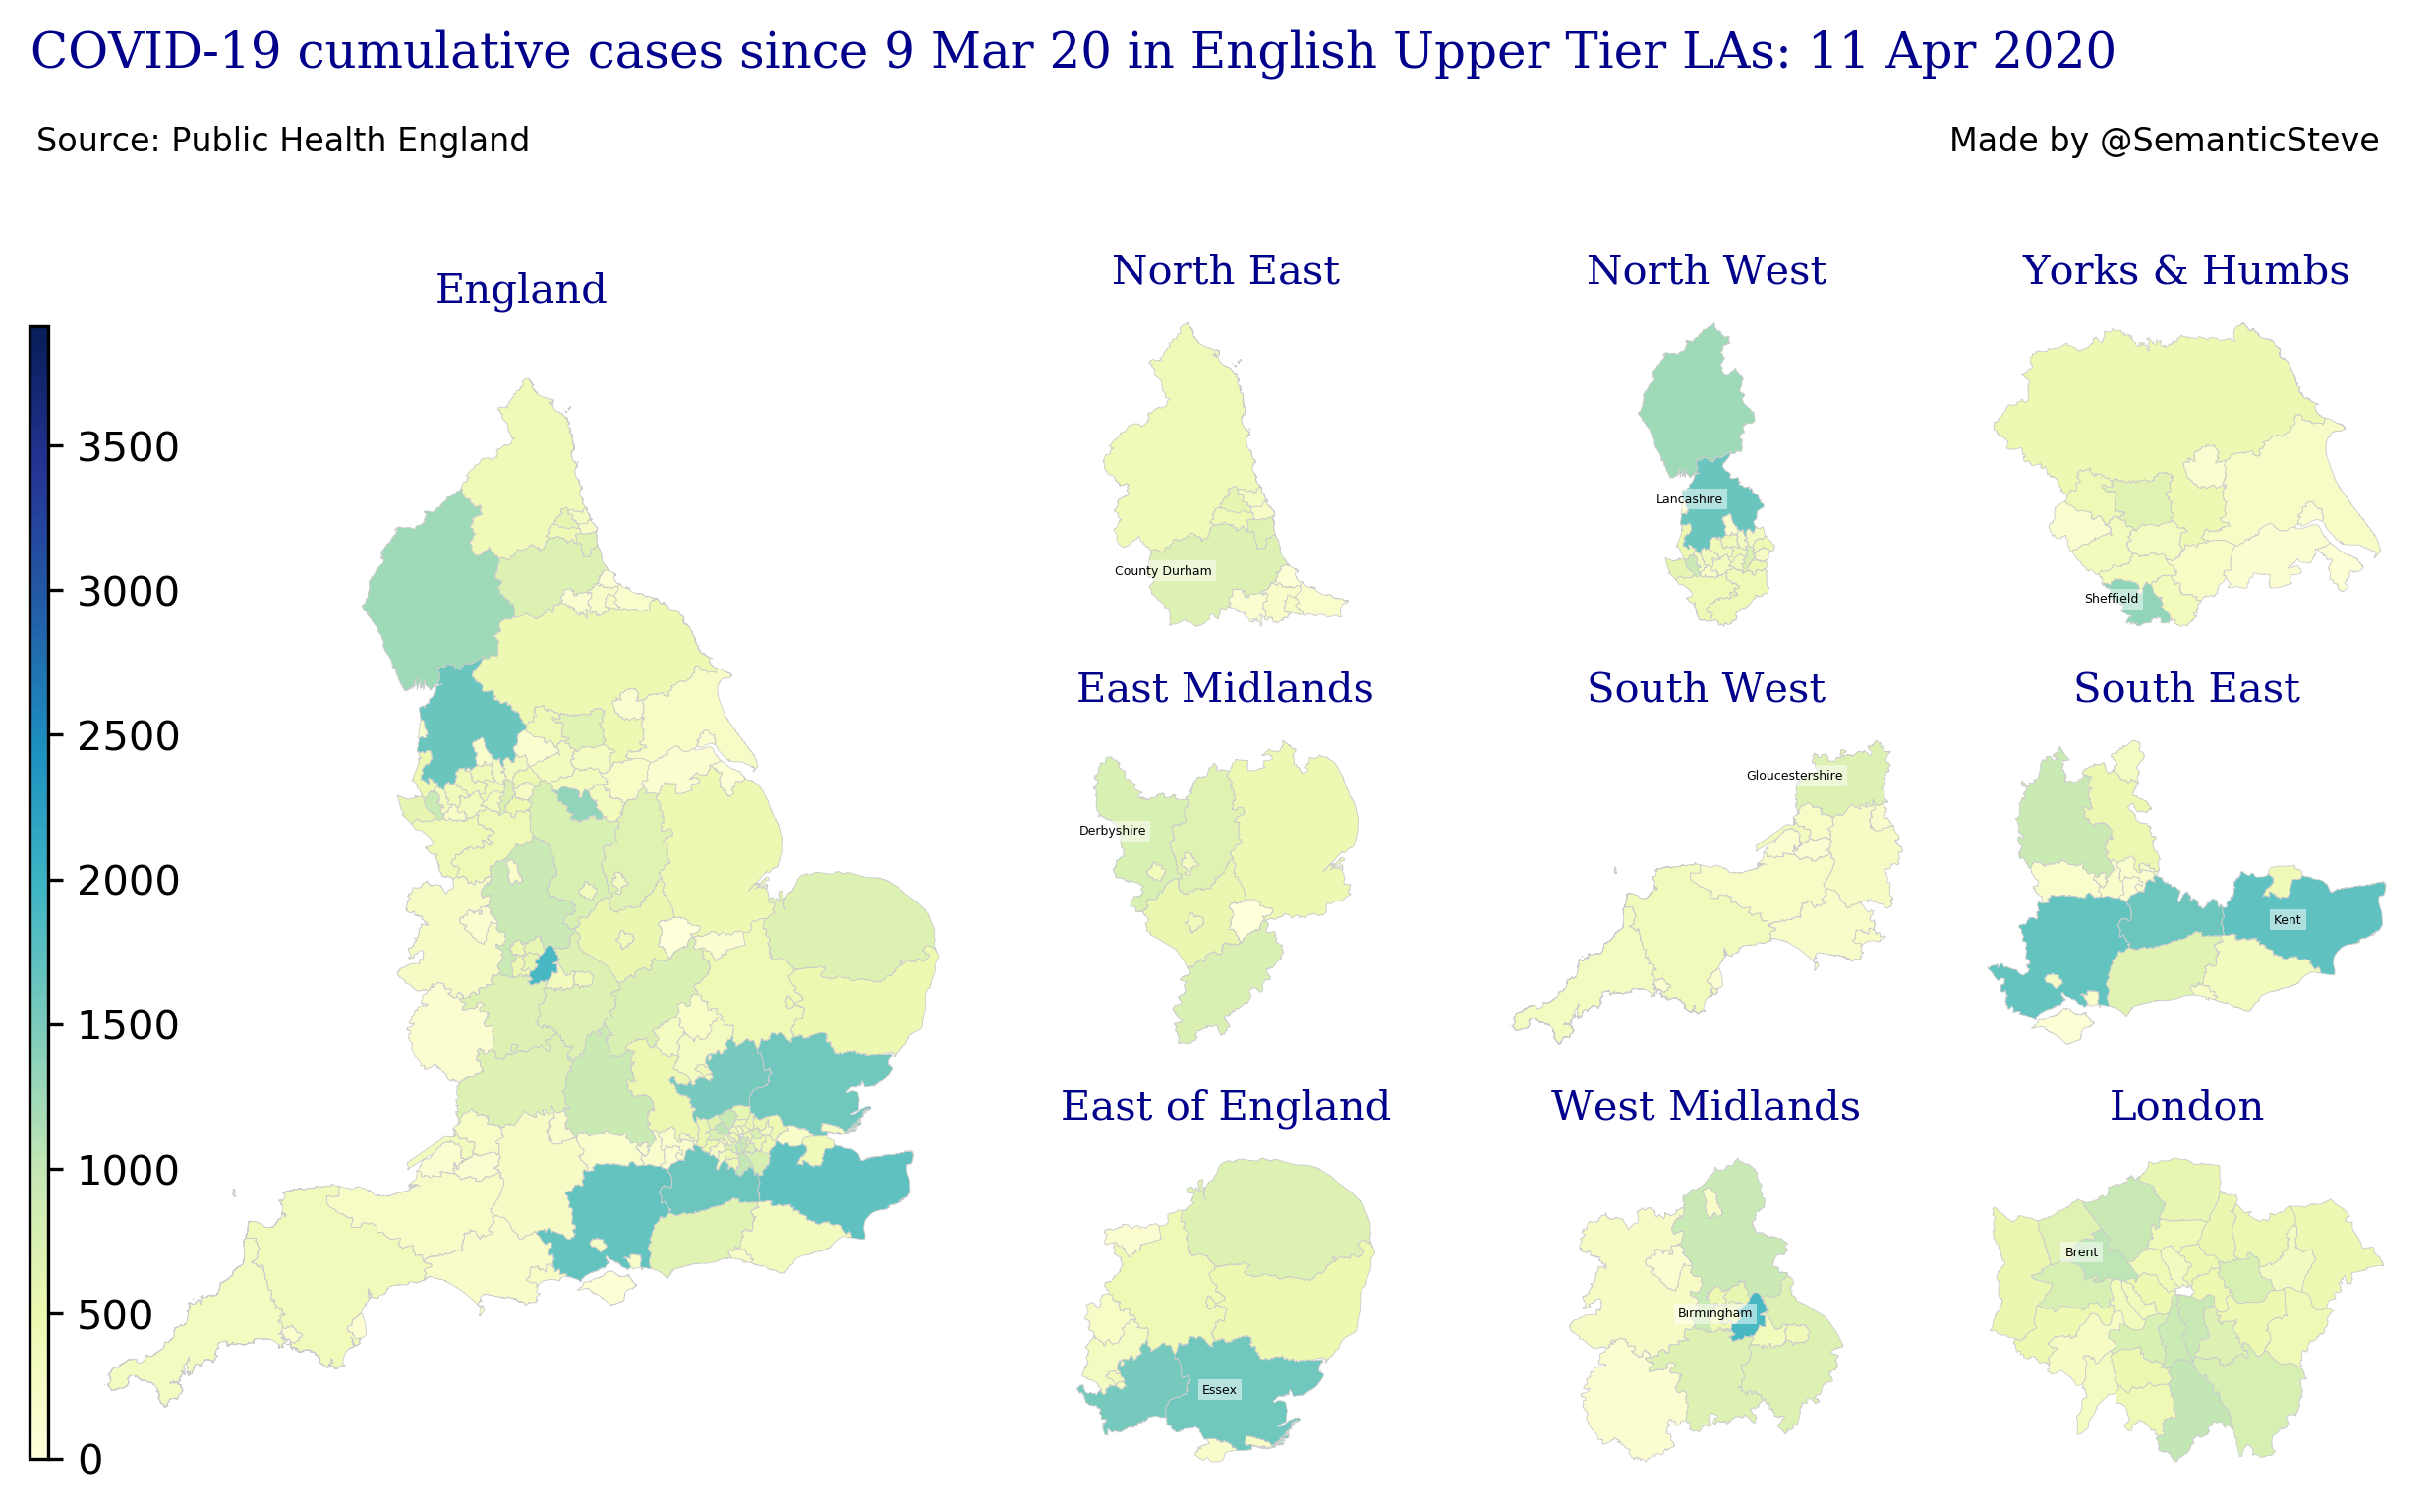 COVID-19 cumulative cases since 9 Mar 20 in English Upper Tier LAs: 11 Apr 2020
Source: Public Health England
Made by @SemanticSteve
England
3500
3000
2500
2000
1500
1000
500
0
North East
County Durham
North West
Lancashire
Yorks & Humbs
Sheffield
East Midlands
Derbyshire
South West
Gloucestershire
South East
Kent
East of England
Essex
West Midlands
Birmingham
London
Brent